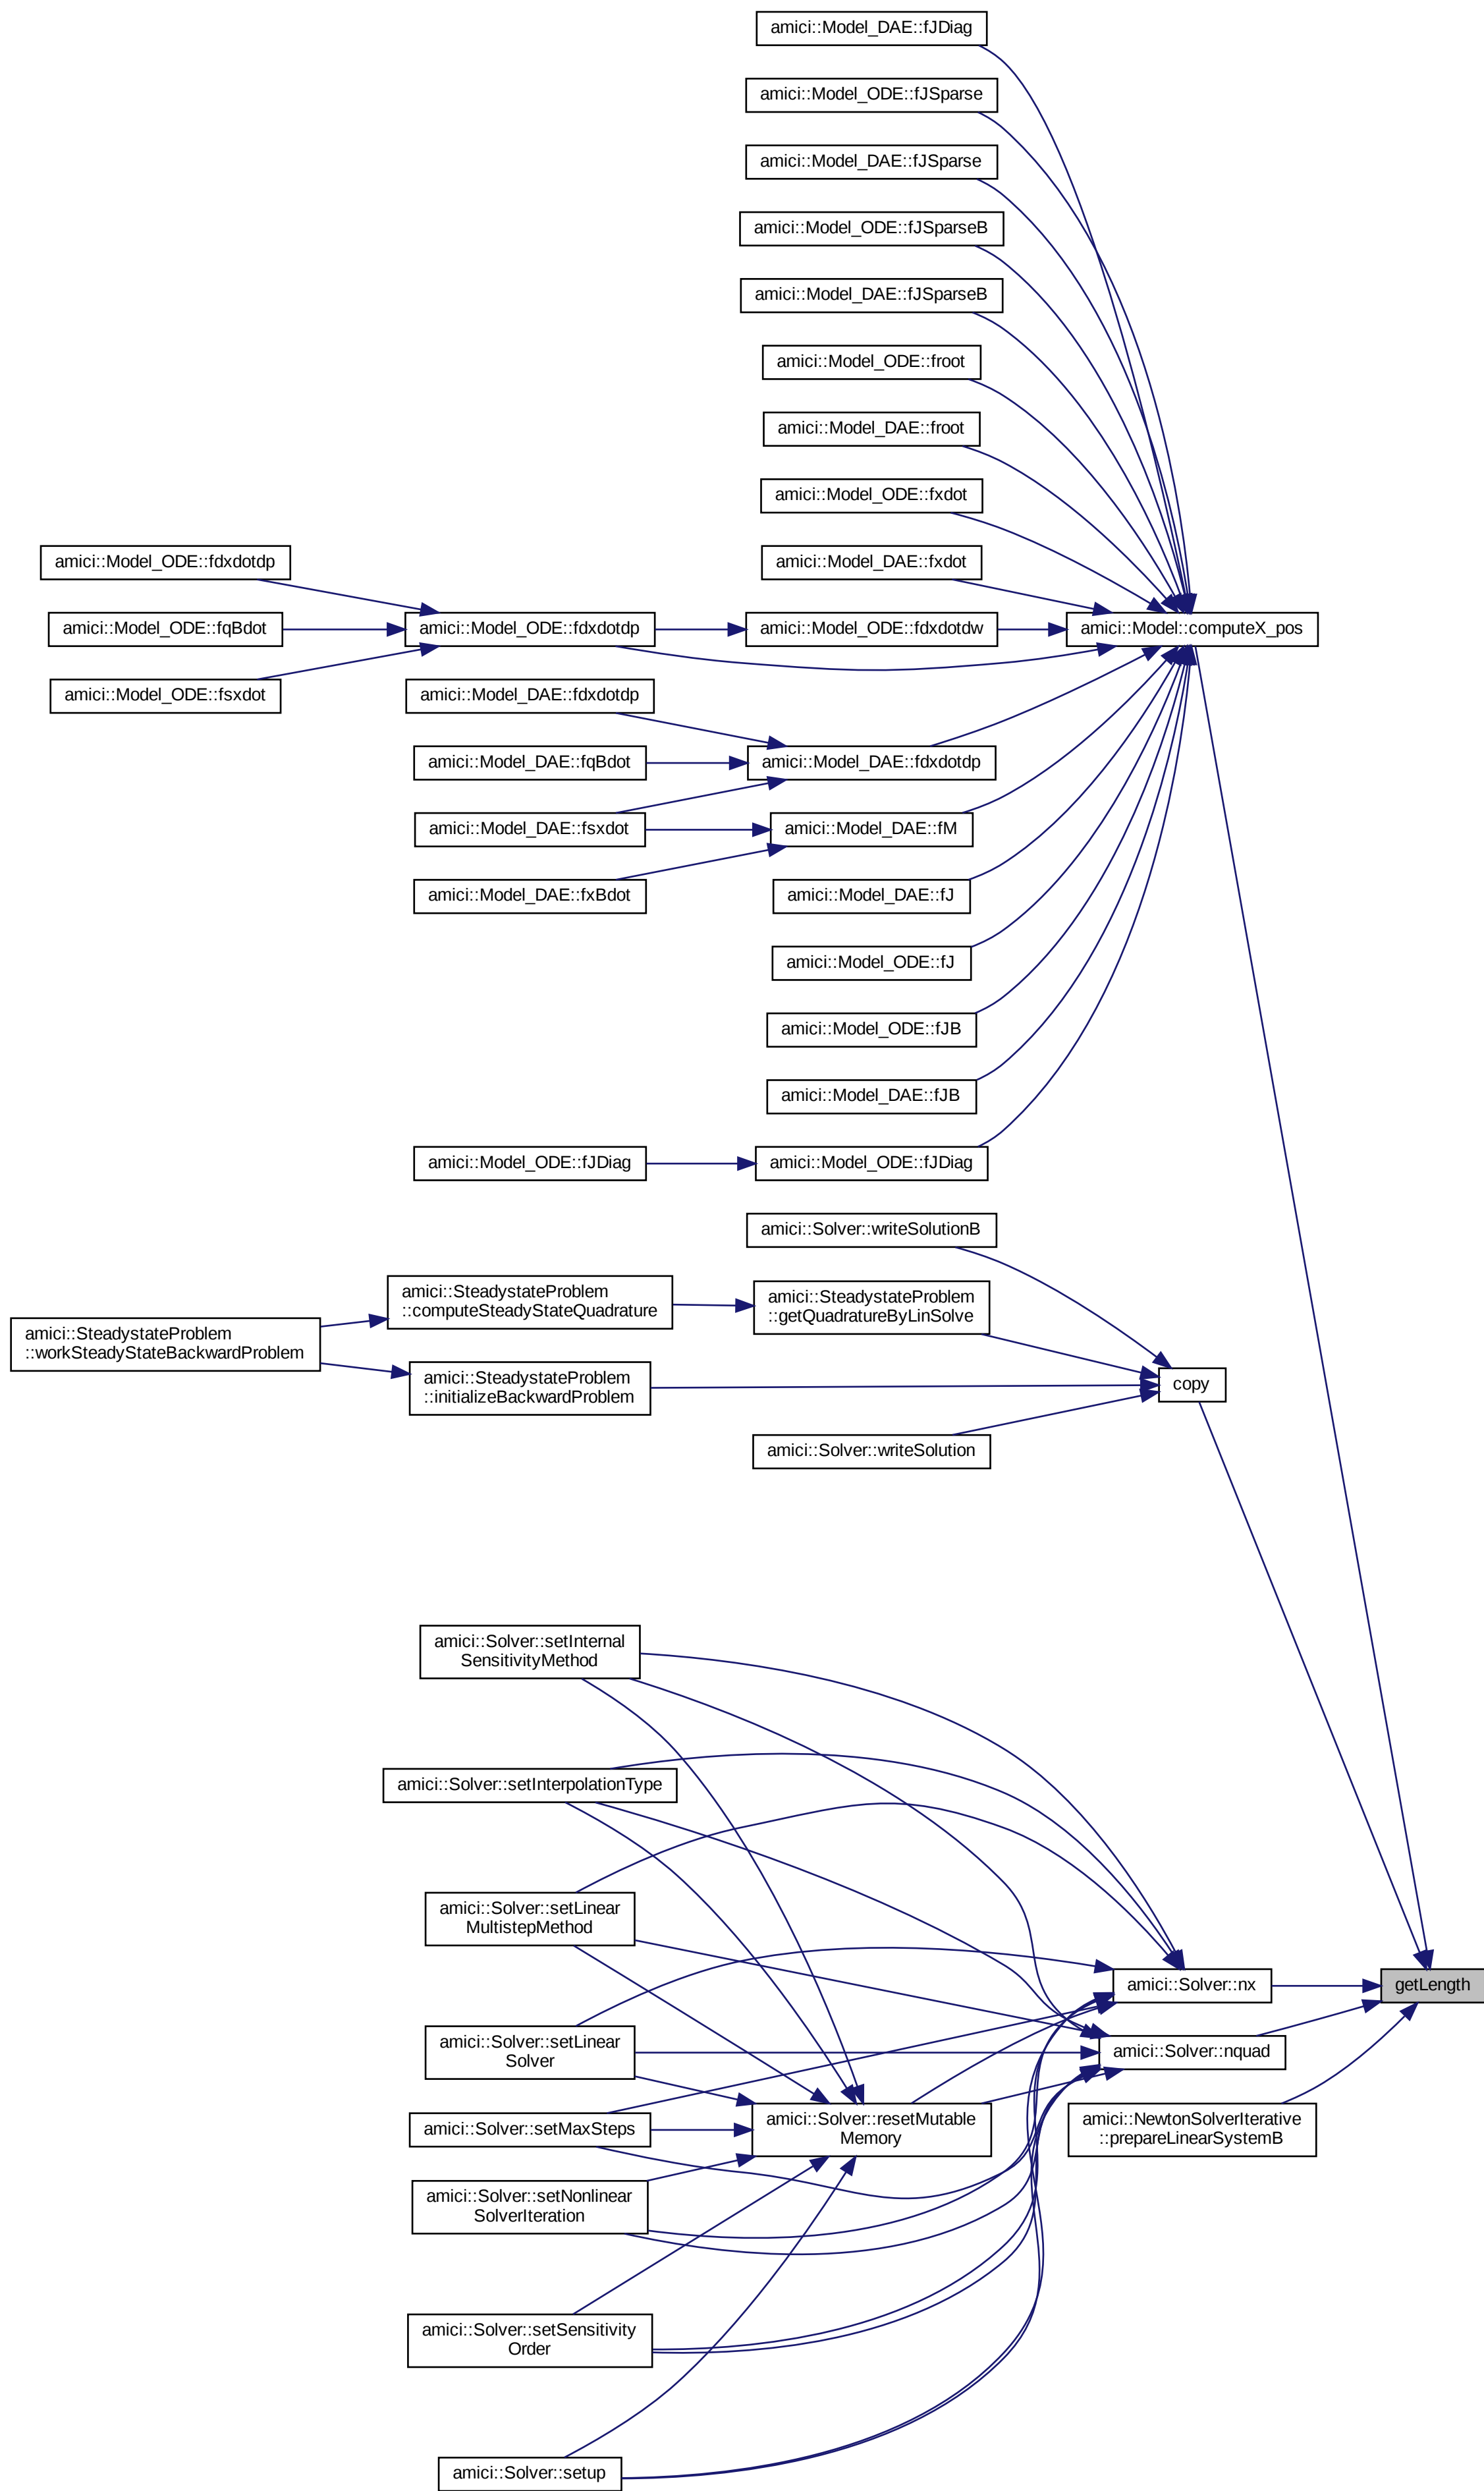 amici::Model_DAE::fJDiag
amici::Model_ODE::fJSparse
amici::Model_DAE::fJSparse
amici::Model_ODE::fJSparseB
amici::Model_DAE::fJSparseB
amici::Model_ODE::froot
amici::Model_DAE::froot
amici::Model_ODE::fxdot
amici::Model_ODE::fdxdotdp
amici::Model_DAE::fxdot
amici::Model_ODE::fqBdot
amici::Model_ODE::fdxdotdp
amici::Model_ODE::fdxdotdw
amici::Model::computeX_pos
amici::Model_ODE::fsxdot
amici::Model_DAE::fdxdotdp
amici::Model_DAE::fqBdot
amici::Model_DAE::fdxdotdp
amici::Model_DAE::fsxdot
amici::Model_DAE::fM
amici::Model_DAE::fxBdot
amici::Model_DAE::fJ
amici::Model_ODE::fJ
amici::Model_ODE::fJB
amici::Model_DAE::fJB
amici::Model_ODE::fJDiag
amici::Model_ODE::fJDiag
amici::Solver::writeSolutionB
amici::SteadystateProblem
::computeSteadyStateQuadrature
amici::SteadystateProblem
::getQuadratureByLinSolve
amici::SteadystateProblem
::workSteadyStateBackwardProblem
amici::SteadystateProblem
::initializeBackwardProblem
copy
amici::Solver::writeSolution
amici::Solver::setInternal
SensitivityMethod
amici::Solver::setInterpolationType
amici::Solver::setLinear
MultistepMethod
amici::Solver::nx
getLength
amici::Solver::setLinear
Solver
amici::Solver::nquad
amici::Solver::setMaxSteps
amici::Solver::resetMutable
Memory
amici::NewtonSolverIterative
::prepareLinearSystemB
amici::Solver::setNonlinear
SolverIteration
amici::Solver::setSensitivity
Order
amici::Solver::setup